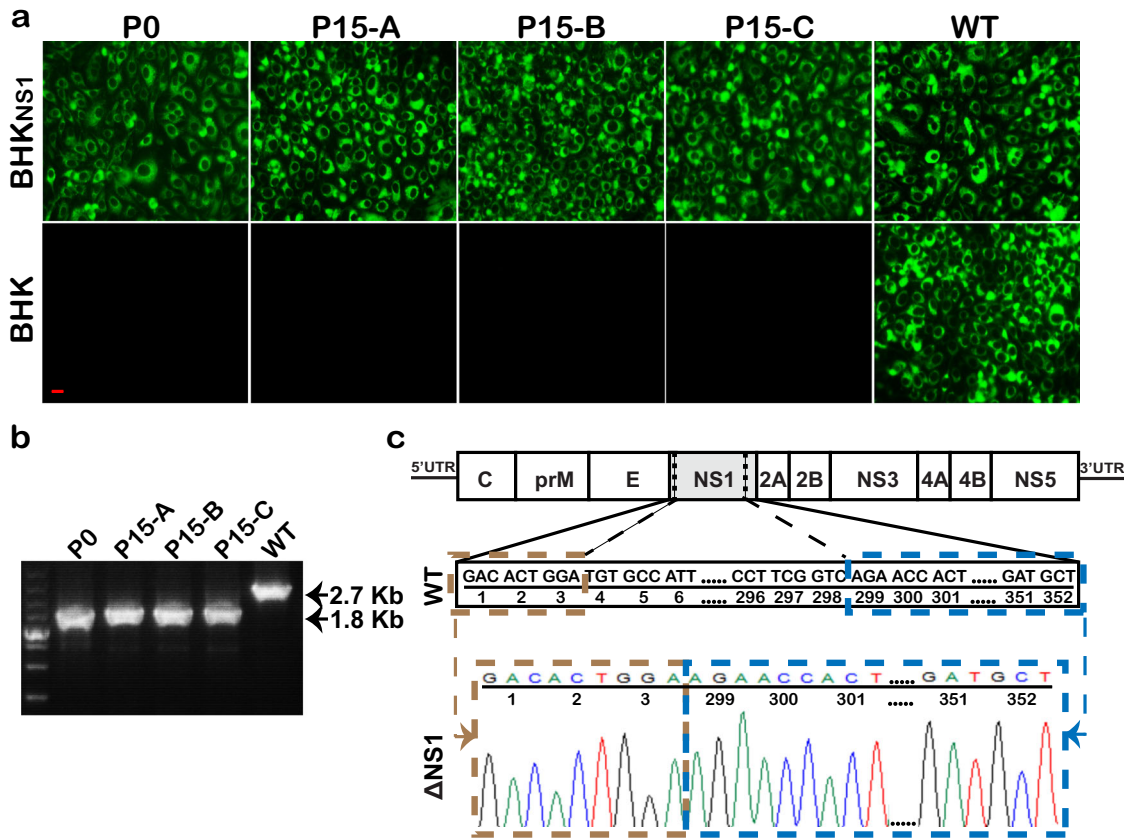 a
P0 P15-A P15-B P15-C WT
BHKNS1
BHK
b
P0 P15-A P15-B P15-C WT
2.7 Kb
1.8 Kb
c
5'UTR C prM E NS1 2A 2B NS3 4A 4B NS5 3'UTR
WT
GAC ACT GGA TGT GCC ATT ..... CCT TCG GTC AGA ACC ACT ..... GAT GCT
1 2 3 4 5 6 ..... 296 297 298 299 300 301 ..... 351 352
G A C A C T G G A A G A A C C A C T ..... G A T G C T
1 2 3 299 300 301 ..... 351 352
ΔNS1
.....